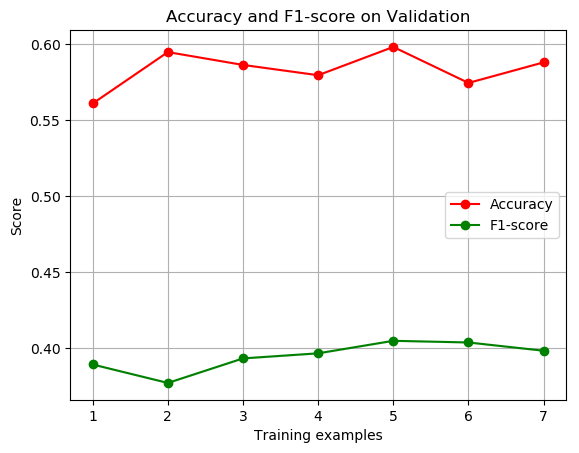 Accuracy and F1-score on Validation
0.60
0.55
0.50
0.45
0.40
Score
Accuracy
F1-score
1 2 3 4 5 6 7
Training examples